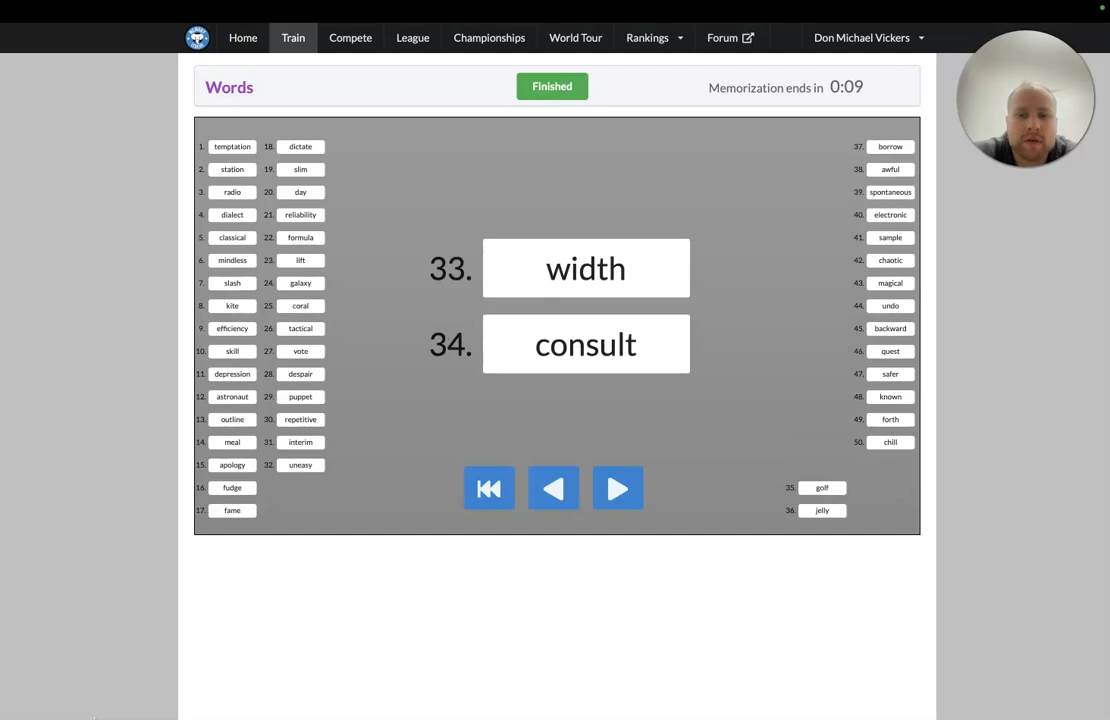 Home Train Compete League Championships World Tour Rankings Forum Don Michael Vickers
Words Finished Memorization ends in 0:09
1. temptation
2. station
3. radio
4. dialect
5. classical
6. mindless
7. slash
8. kite
9. efficiency
10. skill
11. depression
12. astronaut
13. outline
14. meal
15. apology
16. fudge
17. fame
18. dictate
19. slim
20. day
21. reliability
22. formula
23. lift
24. galaxy
25. coral
26. tactical
27. vote
28. despair
29. puppet
30. repetitive
31. interim
32. uneasy
33. width
34. consult
35. golf
36. jelly
37. borrow
38. awful
39. spontaneous
40. electronic
41. sample
42. chaotic
43. magical
44. undo
45. backward
46. quest
47. safer
48. known
49. forth
50. chill